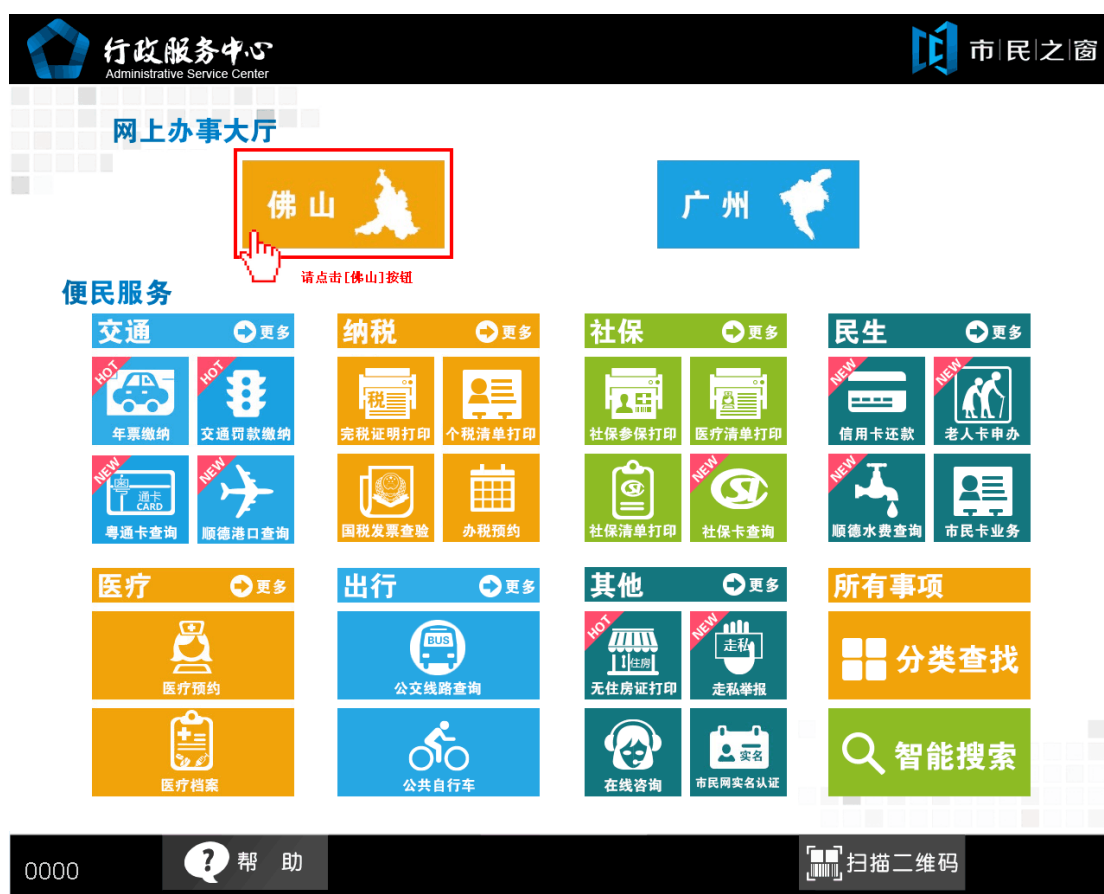 行政服务中心
Administrative Service Center
市民之窗
网上办事大厅
佛山
广州
请点击[佛山]按钮
便民服务
交通 更多
纳税 更多
社保 更多
民生 更多
HOT 年票缴纳
HOT 交通罚款缴纳
税 完税证明打印
个税清单打印
社保参保打印
医疗清单打印
NEW 信用卡还款
NEW 老人卡申办
NEW 粤 通卡 CARD 粤通卡查询
NEW 顺德港口查询
国税发票查验
办税预约
社保清单打印
NEW 社保卡查询
NEW 顺德水费查询
市民卡业务
医疗 更多
出行 更多
其他 更多
所有事项
医疗预约
BUS 公交线路查询
HOT 住房 无住房证打印
NEW 走私 走私举报
分类查找
医疗档案
公共自行车
在线咨询
实名 市民网实名认证
智能搜索
0000
? 帮 助
扫描二维码